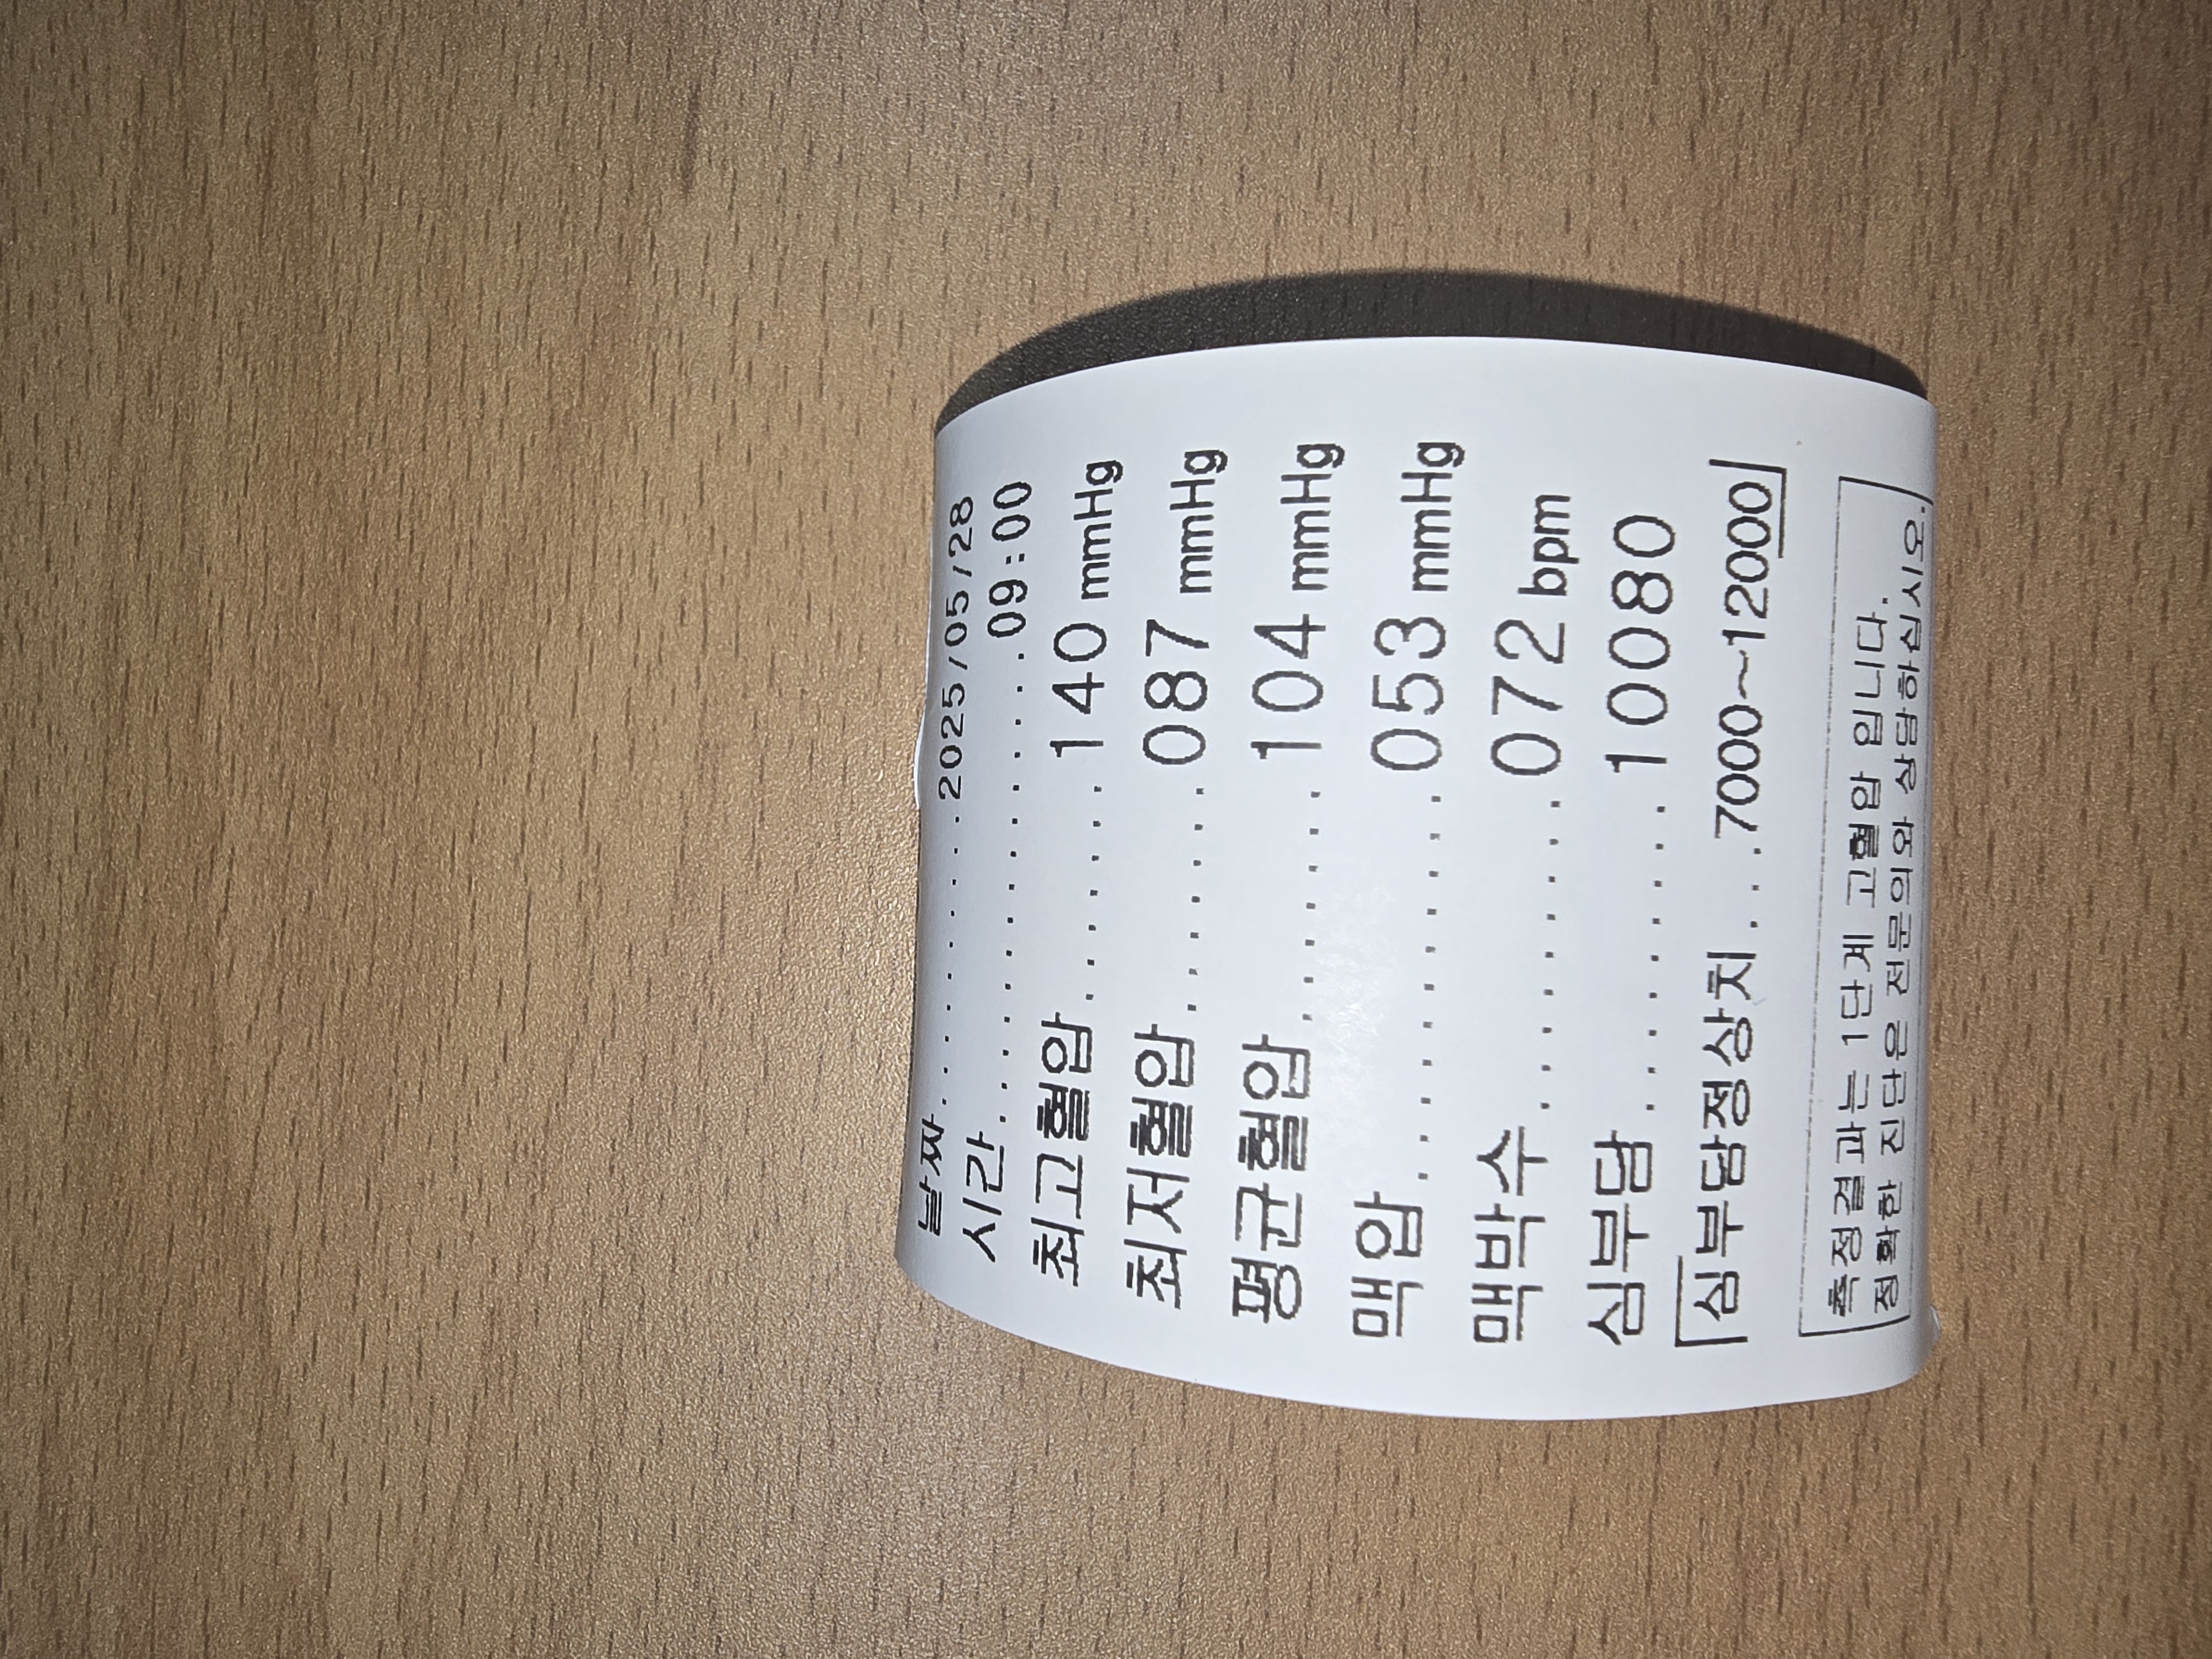 날짜..........2025/05/28
시간..............09:00
최고혈압........140 mmHg
최저혈압........087 mmHg
평균혈압........104 mmHg
맥압.............053 mmHg
맥박수...........072 bpm
심부담..........10080
심부담정상치...7000~12000
측정결과는 1단계 고혈압 입니다.
정확한 진단은 전문의와 상담하십시오.